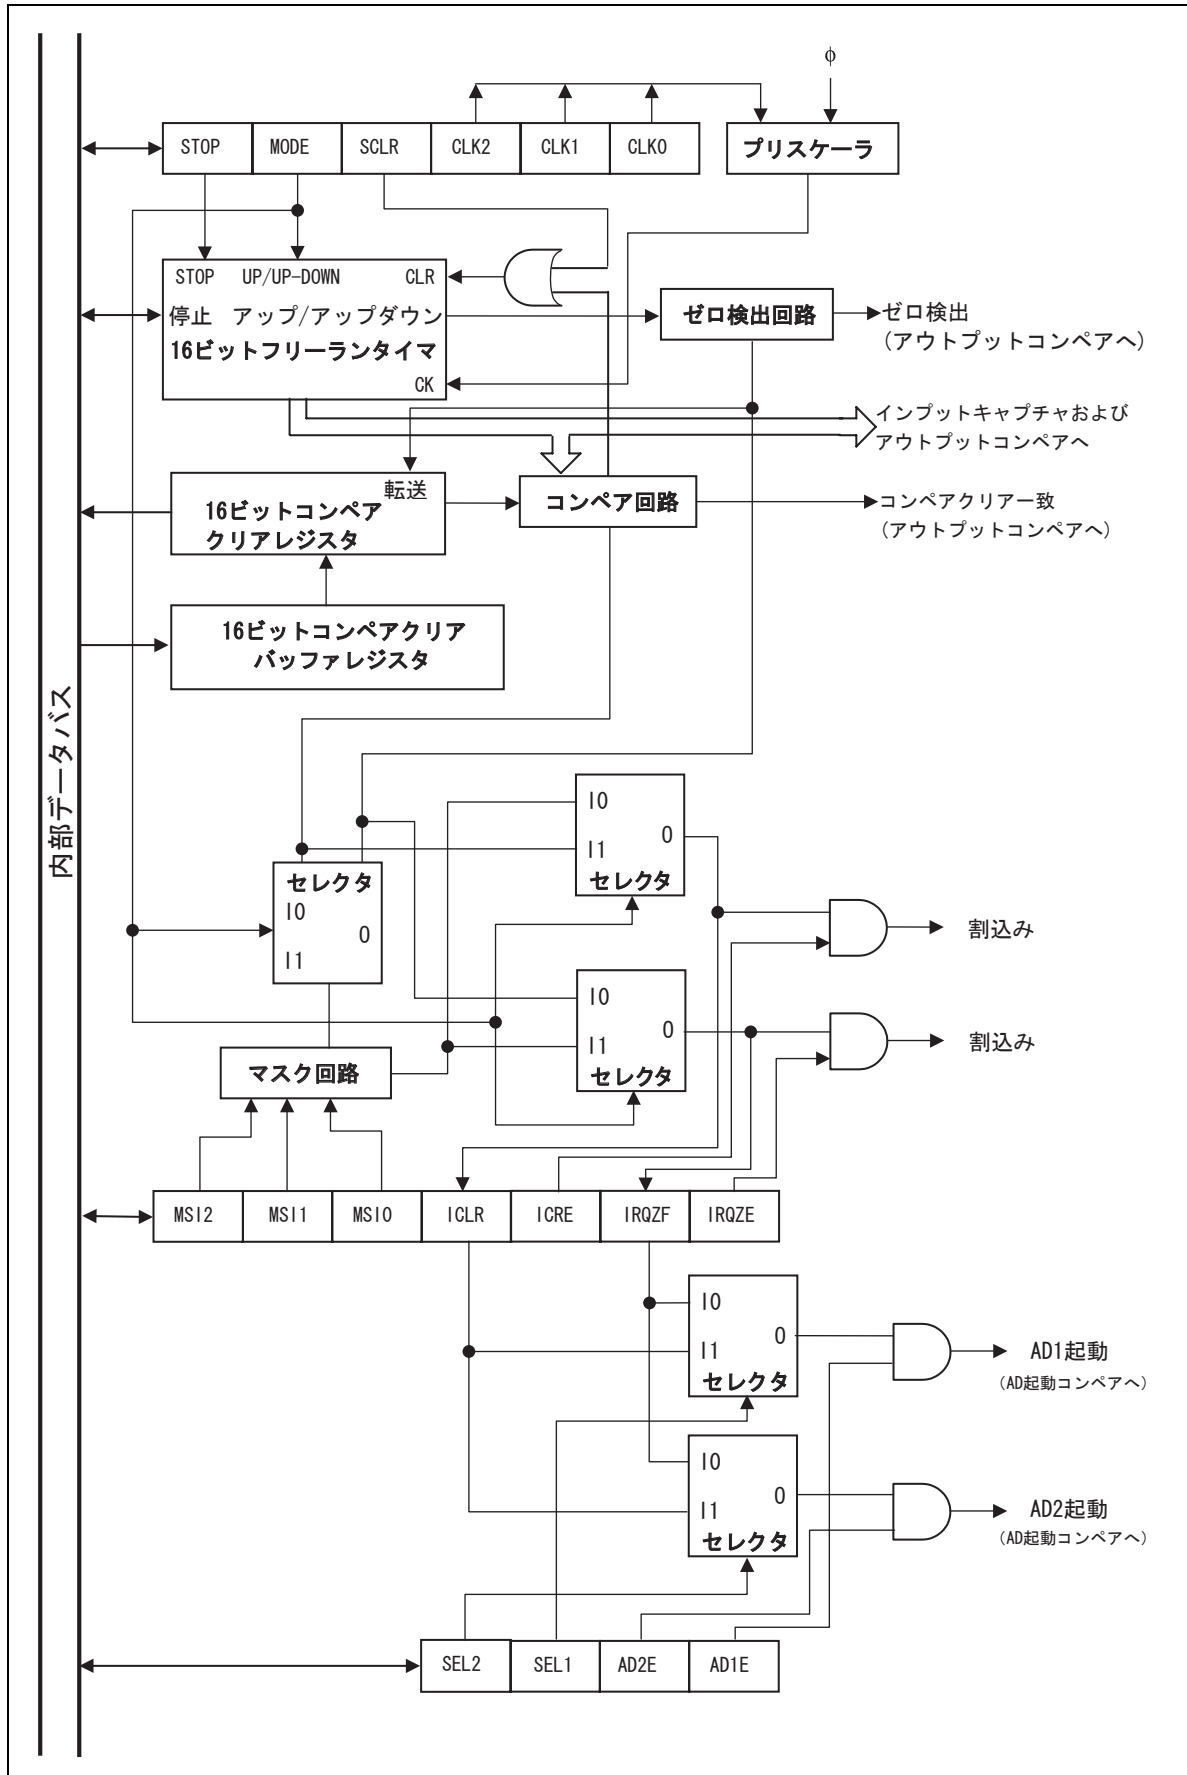 φ
STOP MODE SCLR CLK2 CLK1 CLK0
プリスケーラ
STOP UP/UP-DOWN CLR
停止 アップ/アップダウン
16ビットフリーランタイマ
CK
ゼロ検出回路
ゼロ検出
(アウトプットコンペアへ)
インプットキャプチャおよび
アウトプットコンペアへ
転送
16ビットコンペア
クリアレジスタ
コンペア回路
コンペアクリア一致
(アウトプットコンペアへ)
16ビットコンペアクリア
バッファレジスタ
内部データバス
I0
O
I1
セレクタ
セレクタ
I0
O
I1
割込み
I0
O
I1
セレクタ
割込み
マスク回路
MSI2 MSI1 MSI0 ICLR ICRE IRQZF IRQZE
I0
O
I1
セレクタ
AD1起動
(AD起動コンペアへ)
I0
O
I1
セレクタ
AD2起動
(AD起動コンペアへ)
SEL2 SEL1 AD2E AD1E